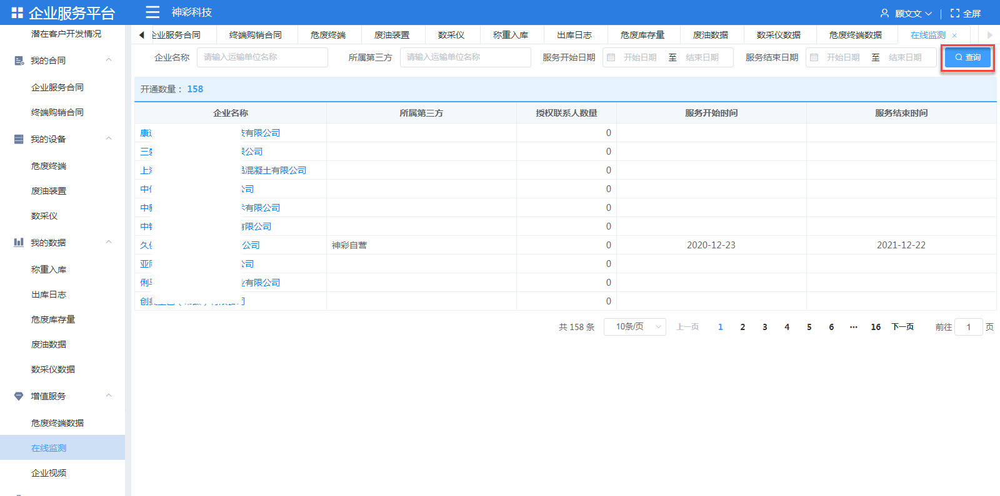 企业服务平台
神彩科技
顾文文
全屏
潜在客户开发情况
我的合同
企业服务合同
终端购销合同
我的设备
危废终端
废油装置
数采仪
我的数据
称重入库
出库日志
危废库存量
废油数据
数采仪数据
增值服务
危废终端数据
在线监测
企业视频
企业服务合同 终端购销合同 危废终端 废油装置 数采仪 称重入库 出库日志 危废库存量 废油数据 数采仪数据 危废终端数据 在线监测 ×
企业名称 请输入运输单位名称 所属第三方 请输入运输单位名称 服务开始日期 开始日期 至 结束日期 服务结束日期 开始日期 至 结束日期 查询
开通数量： 158
企业名称 所属第三方 授权联系人数量 服务开始时间 服务结束时间
康 有限公司 0
三 公司 0
上 混凝土有限公司 0
中 公司 0
中 有限公司 0
中 有限公司 0
久 公司 神彩自营 0 2020-12-23 2021-12-22
亚 公司 0
俐 有限公司 0
创 0
共 158 条 10条/页 上一页 1 2 3 4 5 6 ··· 16 下一页 前往 1 页